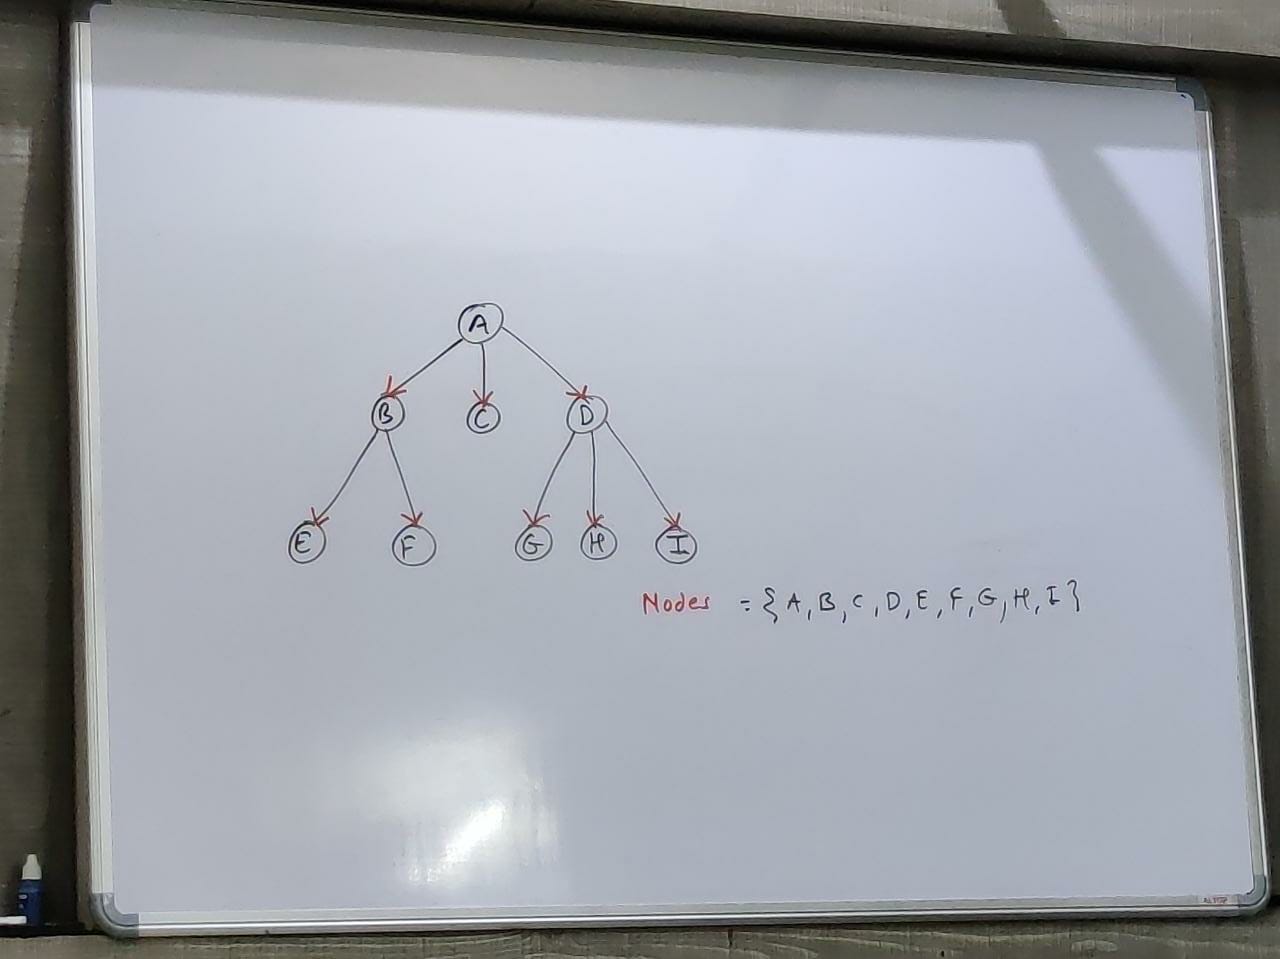 A
B C D
E F G H I
Nodes = {A, B, C, D, E, F, G, H, I}